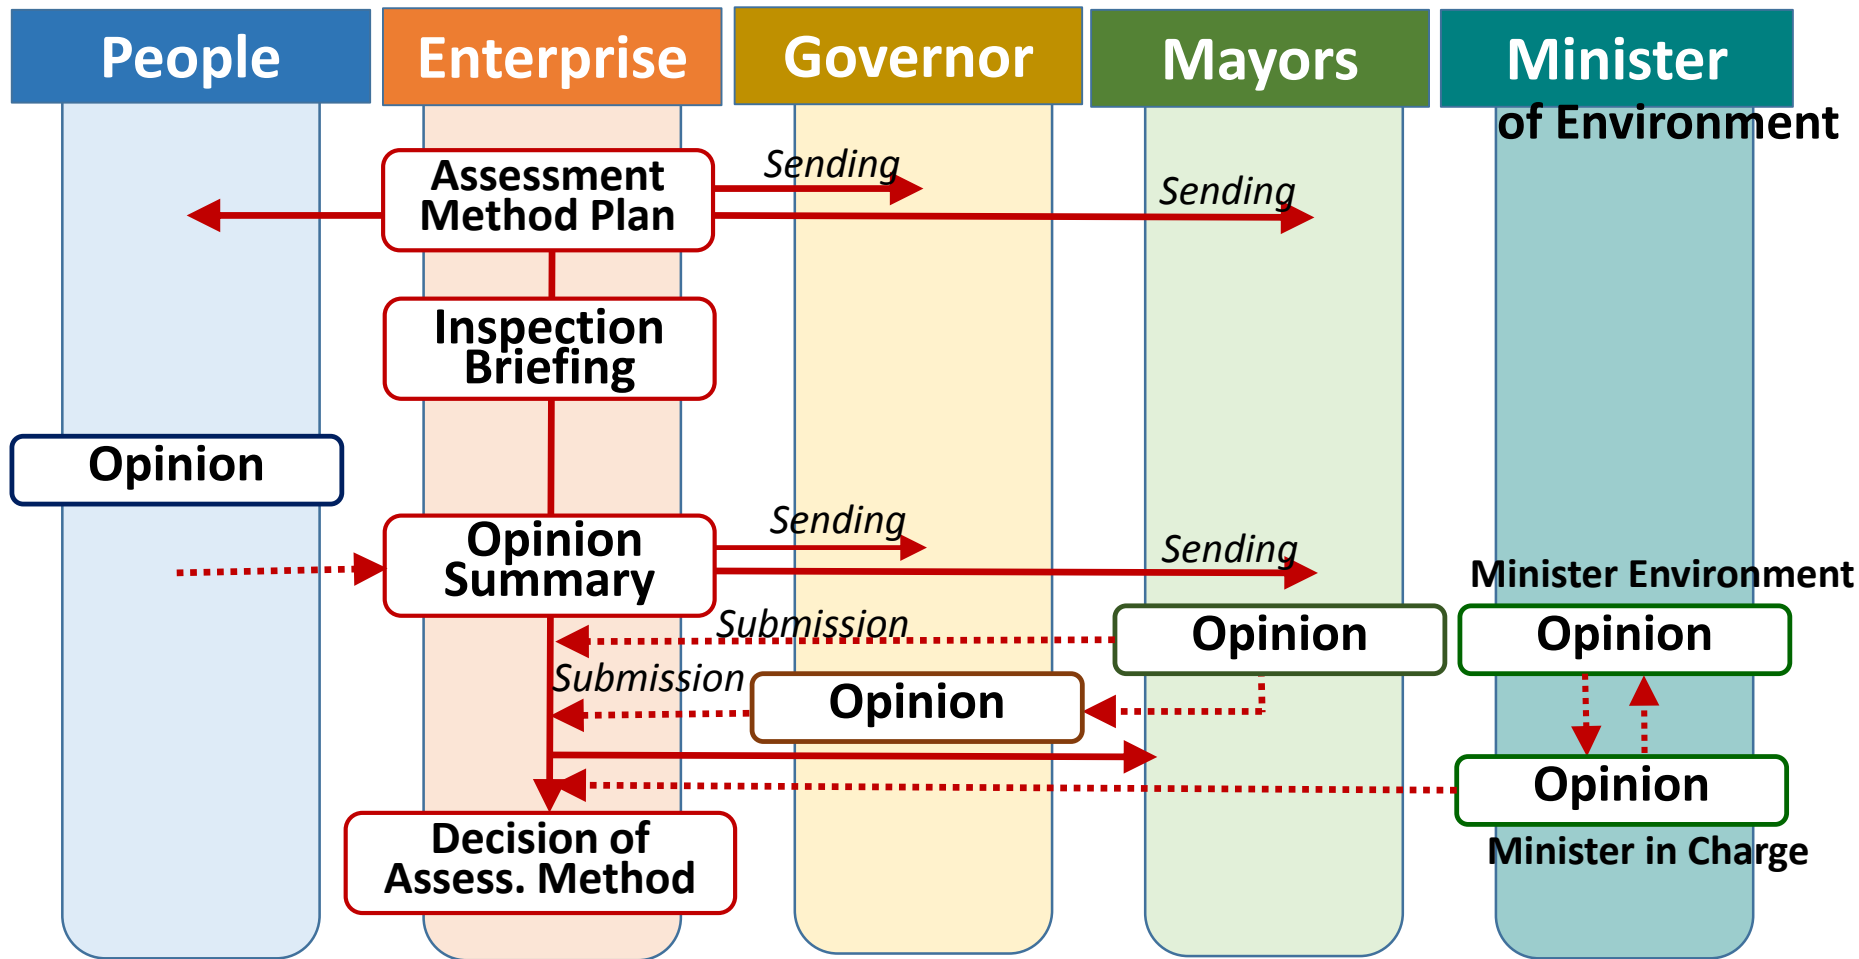 People
Enterprise
Governor
Mayors
Minister
of Environment
Assessment
Method Plan
Sending
Sending
Inspection
Briefing
Opinion
Opinion
Summary
Sending
Sending
Minister Environment
Submission
Opinion
Opinion
Submission
Opinion
Opinion
Minister in Charge
Decision of
Assess. Method